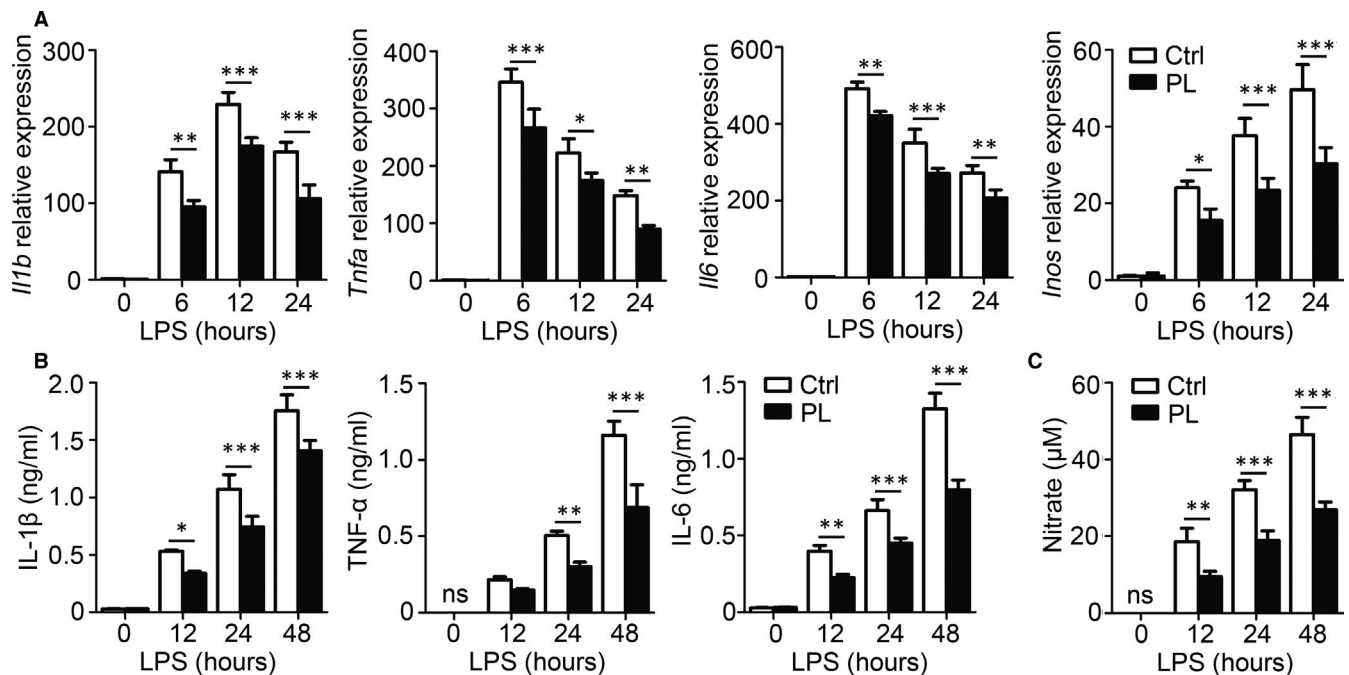 A
Il1b relative expression
300
200
100
0
**
***
***
0 6 12 24
LPS (hours)
Tnfa relative expression
400
300
200
100
0
***
*
**
0 6 12 24
LPS (hours)
Il6 relative expression
600
400
200
0
**
***
**
0 6 12 24
LPS (hours)
Inos relative expression
60
40
20
0
Ctrl
PL
*
***
***
0 6 12 24
LPS (hours)
B
IL-1β (ng/ml)
2.0
1.5
1.0
0.5
0
*
***
***
0 12 24 48
LPS (hours)
TNF-α (ng/ml)
1.5
1.0
0.5
0
ns
**
***
0 12 24 48
LPS (hours)
IL-6 (ng/ml)
1.5
1.0
0.5
0
Ctrl
PL
**
***
***
0 12 24 48
LPS (hours)
C
Nitrate (µM)
60
40
20
0
Ctrl
PL
ns
**
***
***
0 12 24 48
LPS (hours)